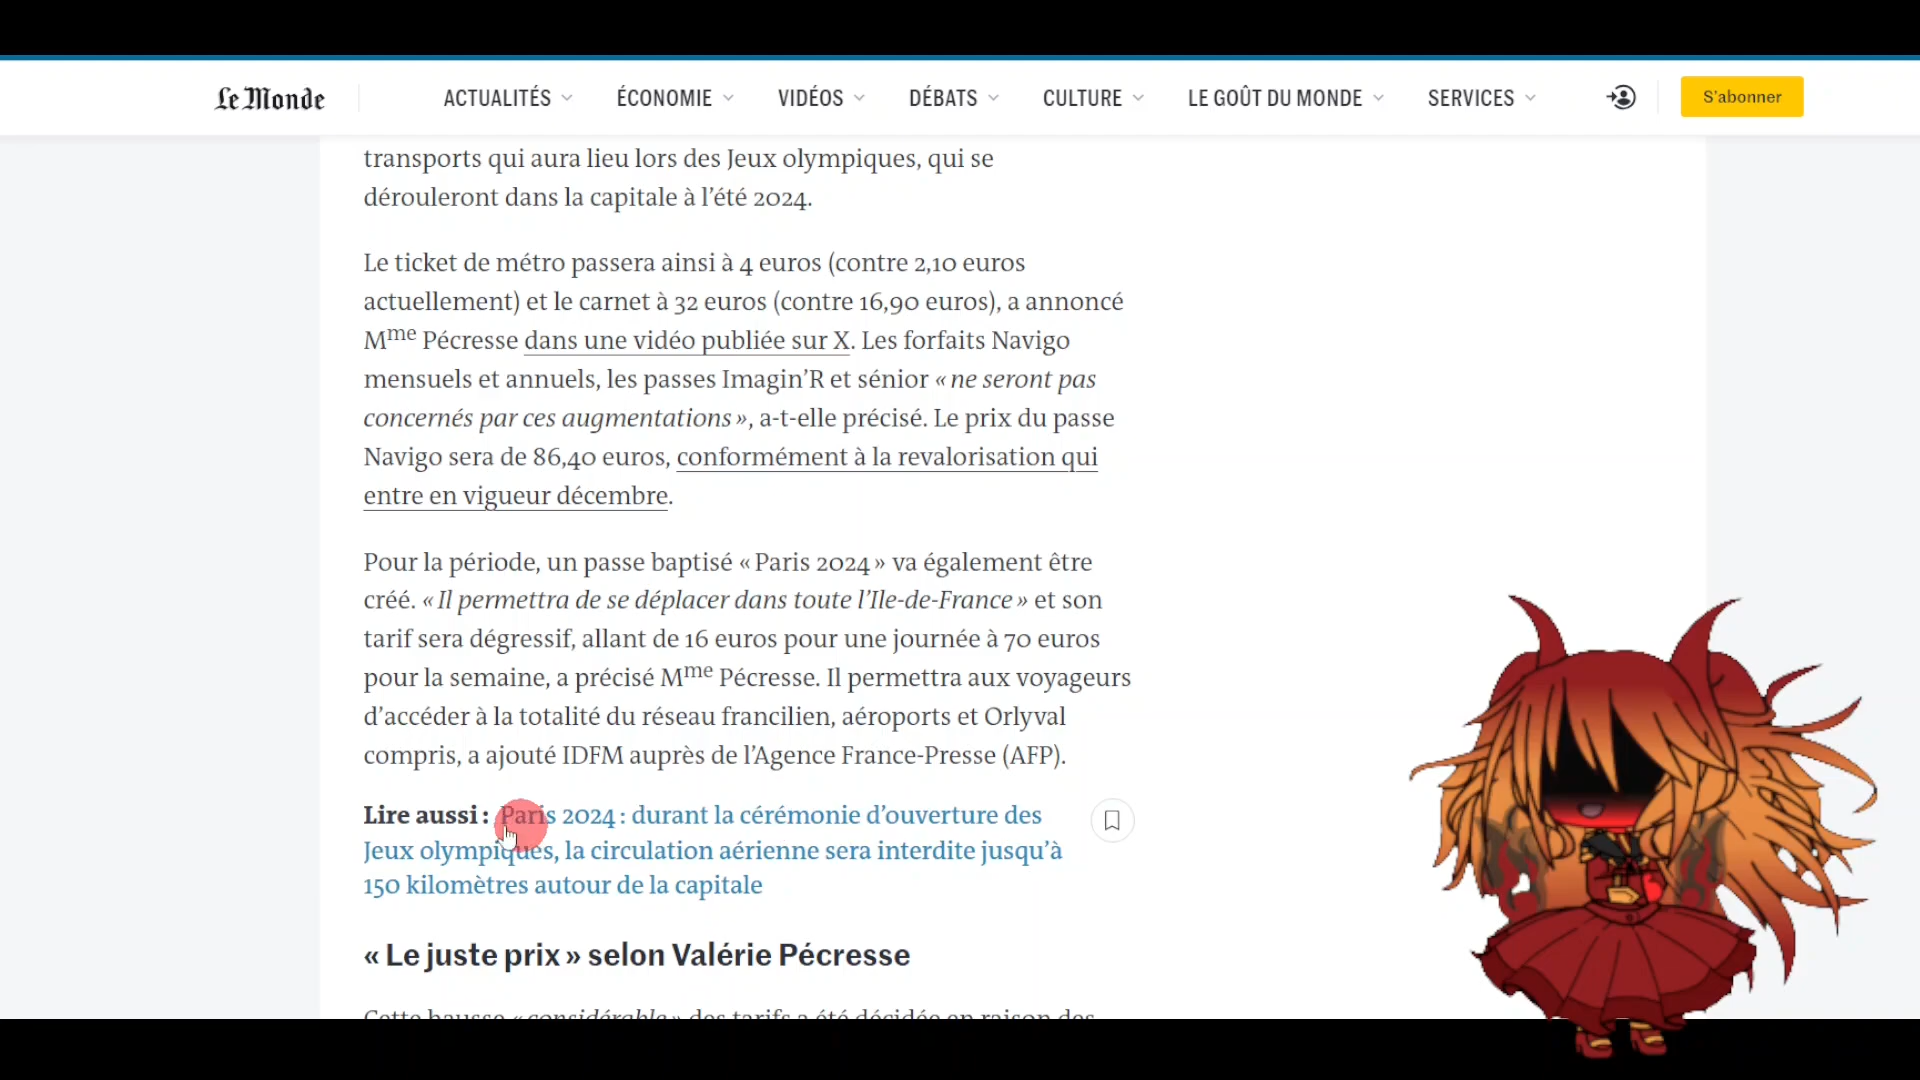 Le Monde
ACTUALITÉS
ÉCONOMIE
VIDÉOS
DÉBATS
CULTURE
LE GOÛT DU MONDE
SERVICES
S'abonner
transports qui aura lieu lors des Jeux olympiques, qui se
dérouleront dans la capitale à l’été 2024.
Le ticket de métro passera ainsi à 4 euros (contre 2,10 euros
actuellement) et le carnet à 32 euros (contre 16,90 euros), a annoncé
Mme Pécresse dans une vidéo publiée sur X. Les forfaits Navigo
mensuels et annuels, les passes Imagin’R et sénior « ne seront pas
concernés par ces augmentations », a-t-elle précisé. Le prix du passe
Navigo sera de 86,40 euros, conformément à la revalorisation qui
entre en vigueur décembre.
Pour la période, un passe baptisé « Paris 2024 » va également être
créé. « Il permettra de se déplacer dans toute l’Ile-de-France » et son
tarif sera dégressif, allant de 16 euros pour une journée à 70 euros
pour la semaine, a précisé Mme Pécresse. Il permettra aux voyageurs
d’accéder à la totalité du réseau francilien, aéroports et Orlyval
compris, a ajouté IDFM auprès de l’Agence France-Presse (AFP).
Lire aussi : Paris 2024 : durant la cérémonie d’ouverture des
Jeux olympiques, la circulation aérienne sera interdite jusqu’à
150 kilomètres autour de la capitale
« Le juste prix » selon Valérie Pécresse
Cette hausse « considérable » des tarifs a été décidée en raison des